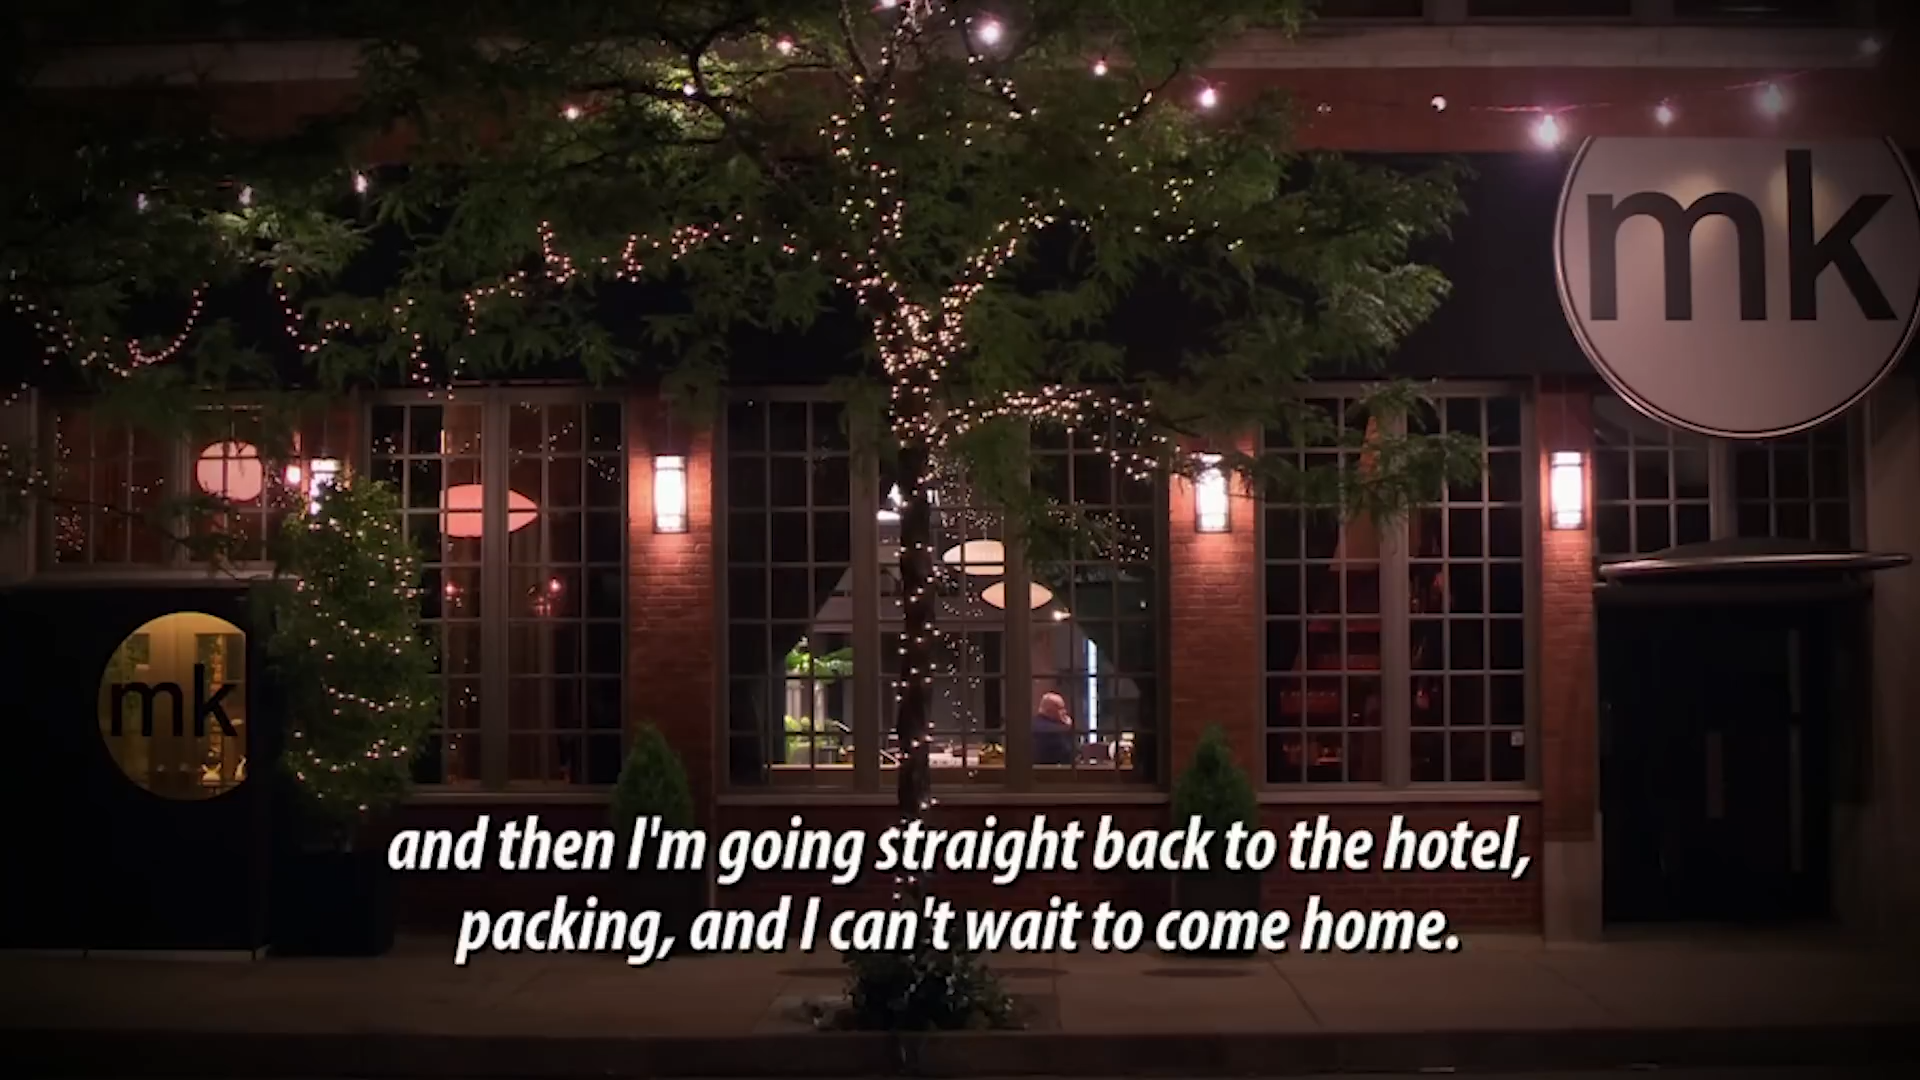 mk
mk
and then I'm going straight back to the hotel,
packing, and I can't wait to come home.